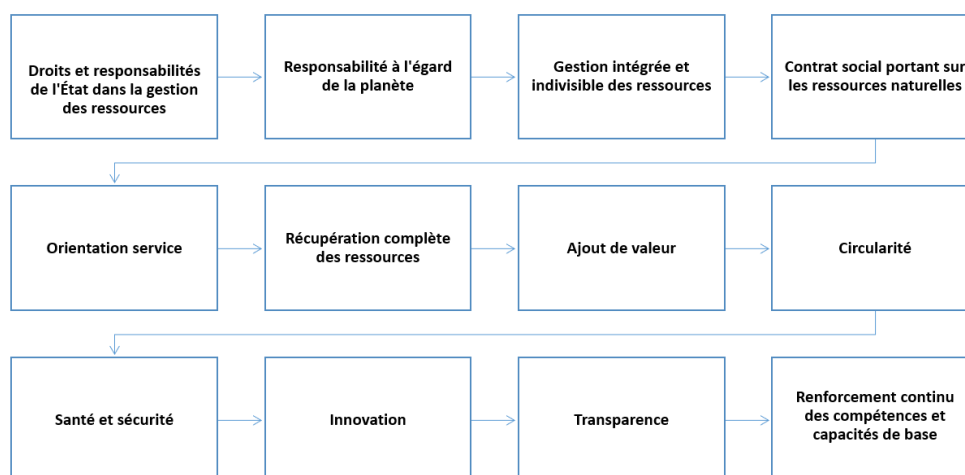 Droits et responsabilités
de l'État dans la gestion
des ressources
Responsabilité à l'égard
de la planète
Gestion intégrée et
indivisible des ressources
Contrat social portant sur
les ressources naturelles
Orientation service
Récupération complète
des ressources
Ajout de valeur
Circularité
Santé et sécurité
Innovation
Transparence
Renforcement continu
des compétences et
capacités de base